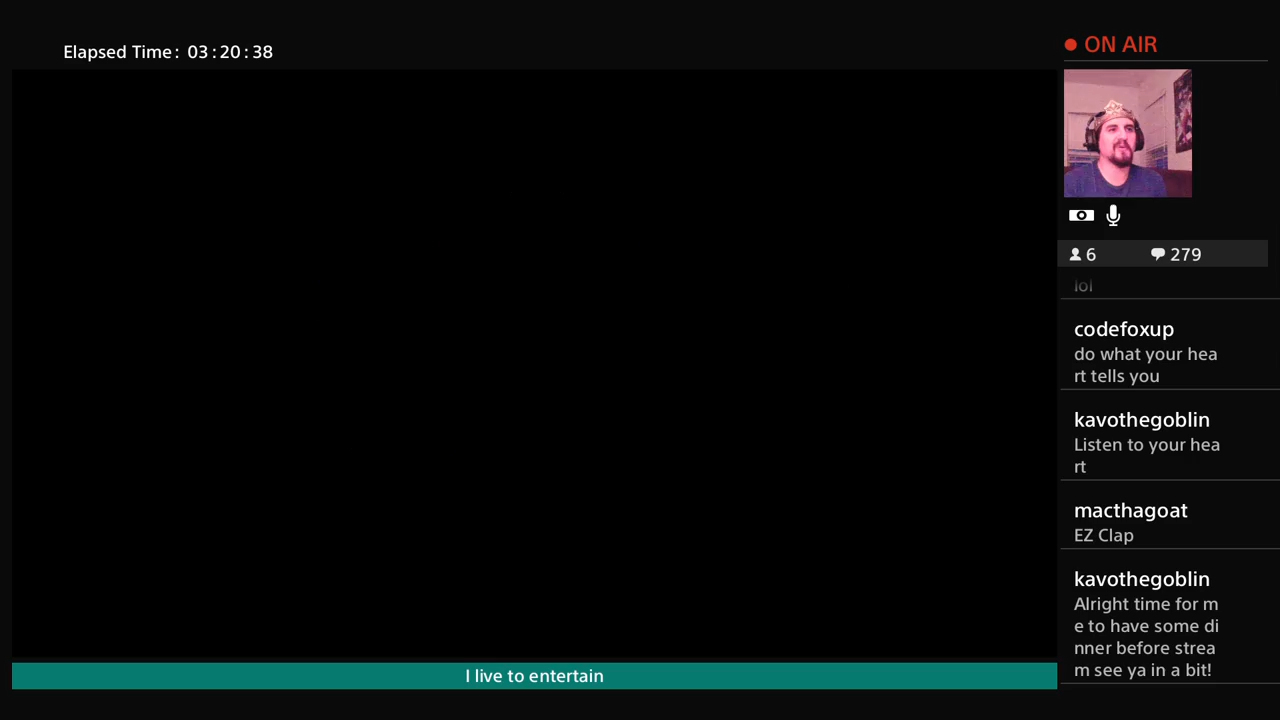 Elapsed Time: 03:20:38
ON AIR
6
279
lol
codefoxup
do what your hea
rt tells you
kavothegoblin
Listen to your hea
rt
macthagoat
EZ Clap
kavothegoblin
Alright time for m
e to have some di
nner before strea
m see ya in a bit!
I live to entertain